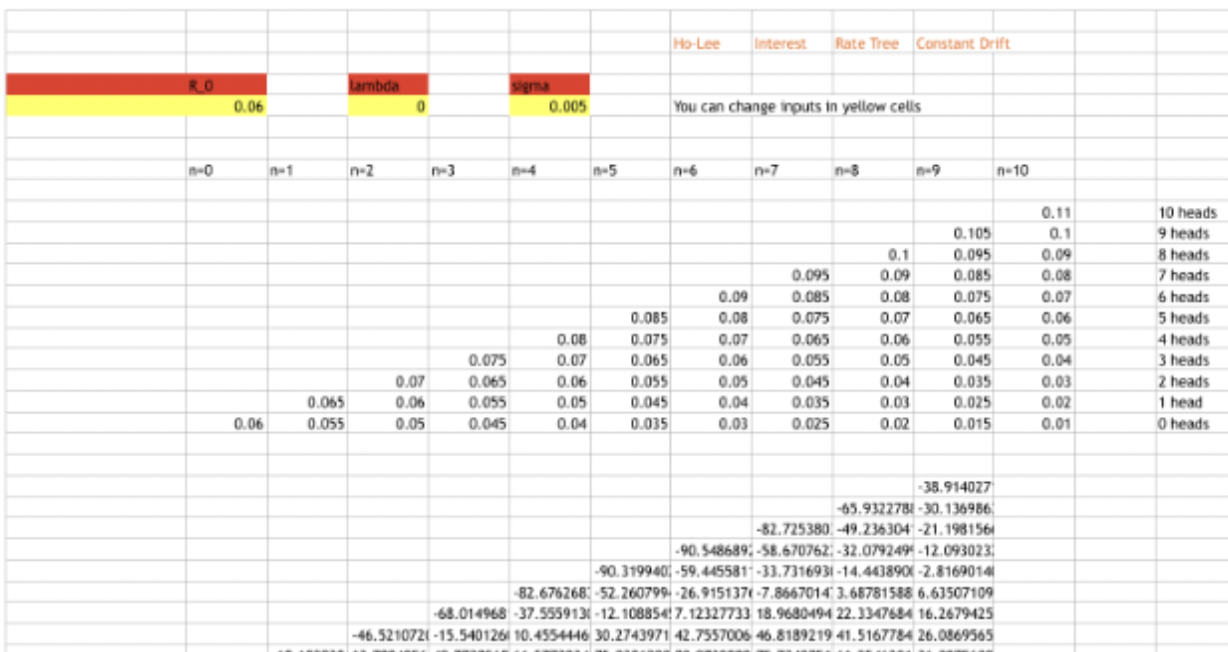 Ho-Lee Interest Rate Tree Constant Drift
R_0 lambda sigma
0.06 0 0.005 You can change inputs in yellow cells
n=0 n=1 n=2 n=3 n=4 n=5 n=6 n=7 n=8 n=9 n=10
0.11 10 heads
0.105 0.1 9 heads
0.1 0.095 0.09 8 heads
0.095 0.09 0.085 0.08 7 heads
0.09 0.085 0.08 0.075 0.07 6 heads
0.085 0.08 0.075 0.07 0.065 0.06 5 heads
0.08 0.075 0.07 0.065 0.06 0.055 0.05 4 heads
0.075 0.07 0.065 0.06 0.055 0.05 0.045 0.04 3 heads
0.07 0.065 0.06 0.055 0.05 0.045 0.04 0.035 0.03 2 heads
0.065 0.06 0.055 0.05 0.045 0.04 0.035 0.03 0.025 0.02 1 head
0.06 0.055 0.05 0.045 0.04 0.035 0.03 0.025 0.02 0.015 0.01 0 heads
-38.914027
-65.932278 -30.136986
-82.725380 -49.236304 -21.198156
-90.548689 -58.670762 -32.079249 -12.093023
-90.319940 -59.445581 -33.731693 -14.443890 -2.8169014
-82.676268 -52.260799 -26.915137 -7.8667014 3.68781588 6.63507109
-68.014968 -37.555913 -12.108854 7.12327733 18.9680494 22.3347684 16.2679425
-46.521072 -15.540126 10.4554446 30.2743971 42.7557006 46.8189219 41.5167784 26.0869565